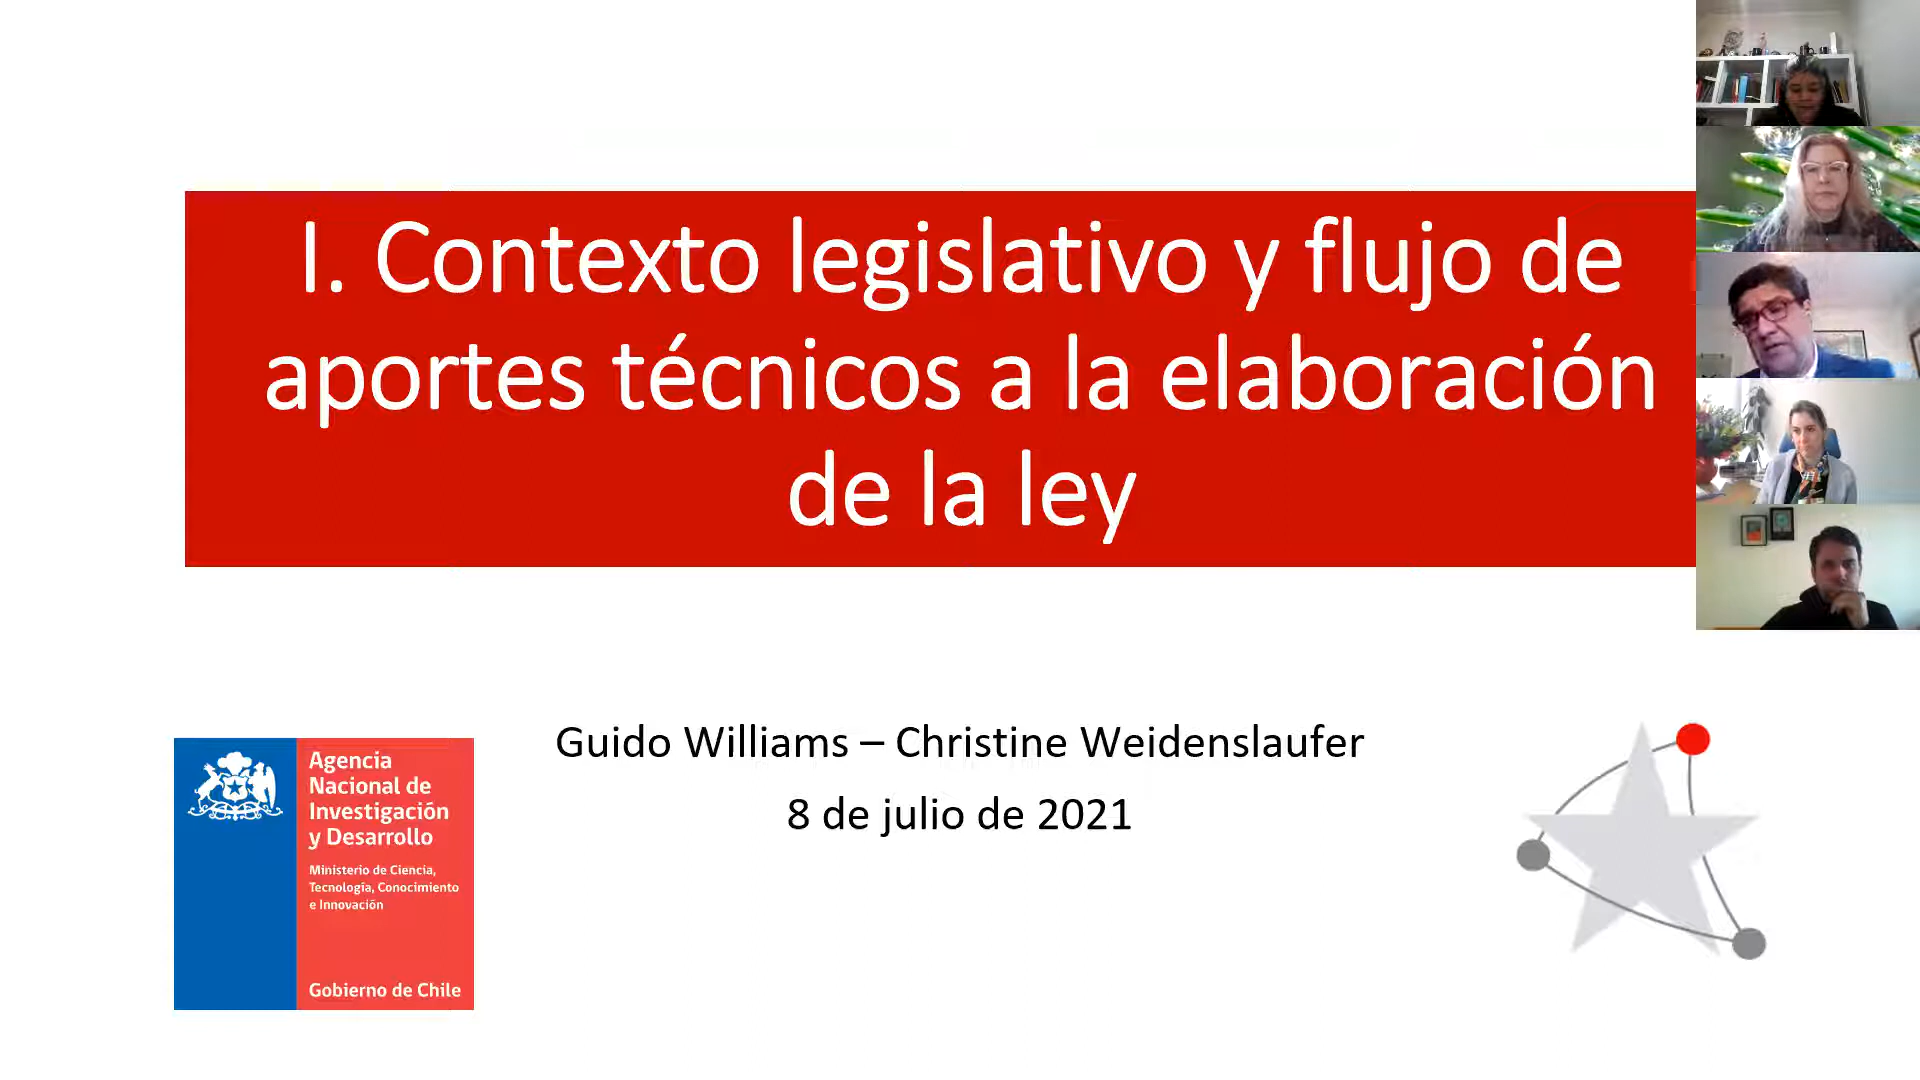 I. Contexto legislativo y flujo de
aportes técnicos a la elaboración
de la ley
Guido Williams – Christine Weidenslaufer
8 de julio de 2021
Agencia
Nacional de
Investigación
y Desarrollo
Ministerio de Ciencia,
Tecnología, Conocimiento
e Innovación
Gobierno de Chile